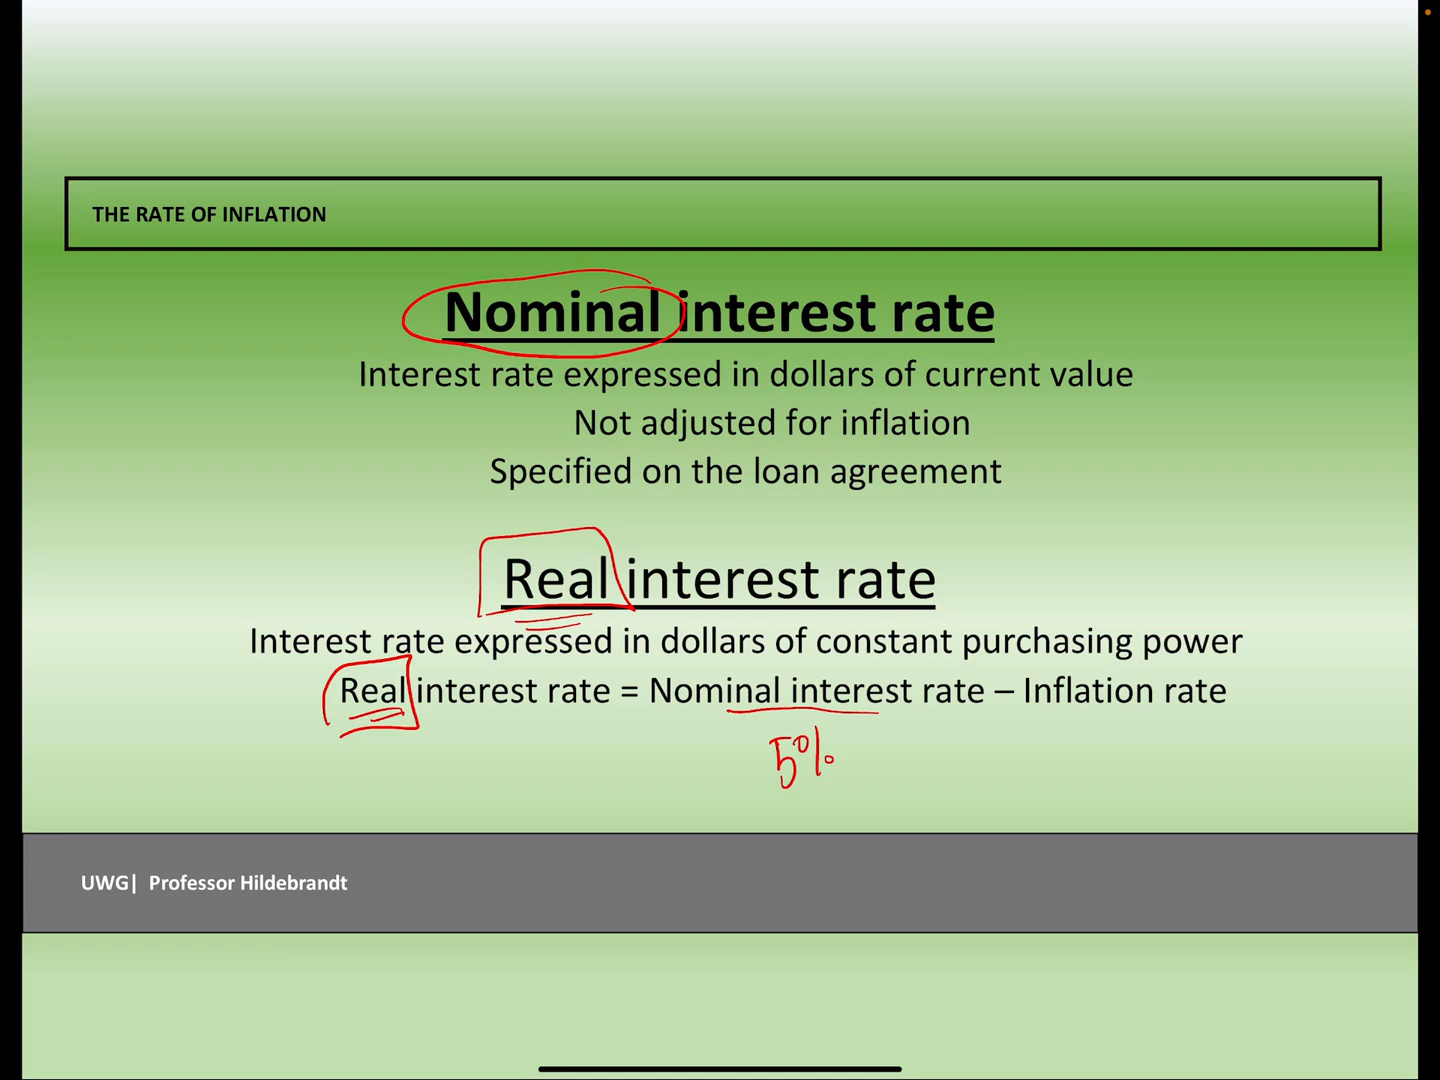 THE RATE OF INFLATION
Nominal interest rate
Interest rate expressed in dollars of current value
Not adjusted for inflation
Specified on the loan agreement
Real interest rate
Interest rate expressed in dollars of constant purchasing power
Real interest rate = Nominal interest rate – Inflation rate
5%
UWG| Professor Hildebrandt